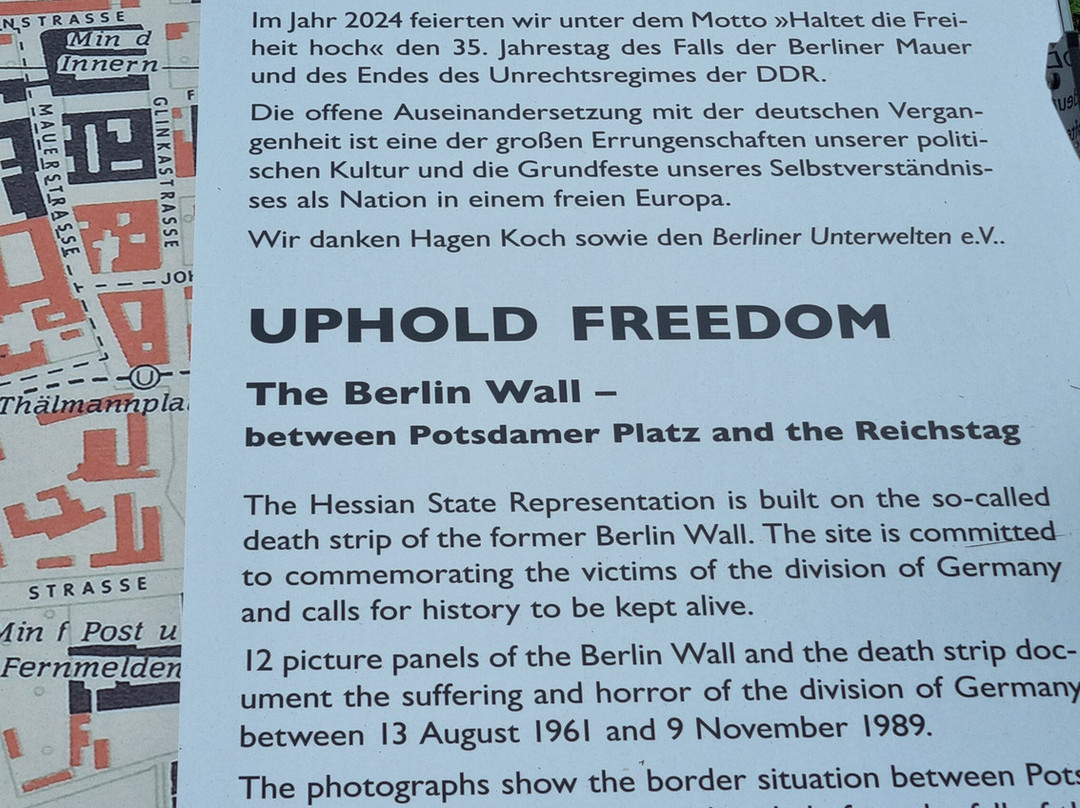 NSTRASSE
Min d
Innern
MAUERSTRASSE
GLINKASTRASSE
F
JOH
U
Thälmannpla
STRASSE
Min f Post u
Fernmelden
Im Jahr 2024 feierten wir unter dem Motto »Haltet die Frei-
heit hoch« den 35. Jahrestag des Falls der Berliner Mauer
und des Endes des Unrechtsregimes der DDR.
Die offene Auseinandersetzung mit der deutschen Vergan-
genheit ist eine der großen Errungenschaften unserer politi-
schen Kultur und die Grundfeste unseres Selbstverständnis-
ses als Nation in einem freien Europa.
Wir danken Hagen Koch sowie den Berliner Unterwelten e.V..
UPHOLD FREEDOM
The Berlin Wall –
between Potsdamer Platz and the Reichstag
The Hessian State Representation is built on the so-called
death strip of the former Berlin Wall. The site is committed
to commemorating the victims of the division of Germany
and calls for history to be kept alive.
12 picture panels of the Berlin Wall and the death strip doc-
ument the suffering and horror of the division of Germany
between 13 August 1961 and 9 November 1989.
The photographs show the border situation between Pots